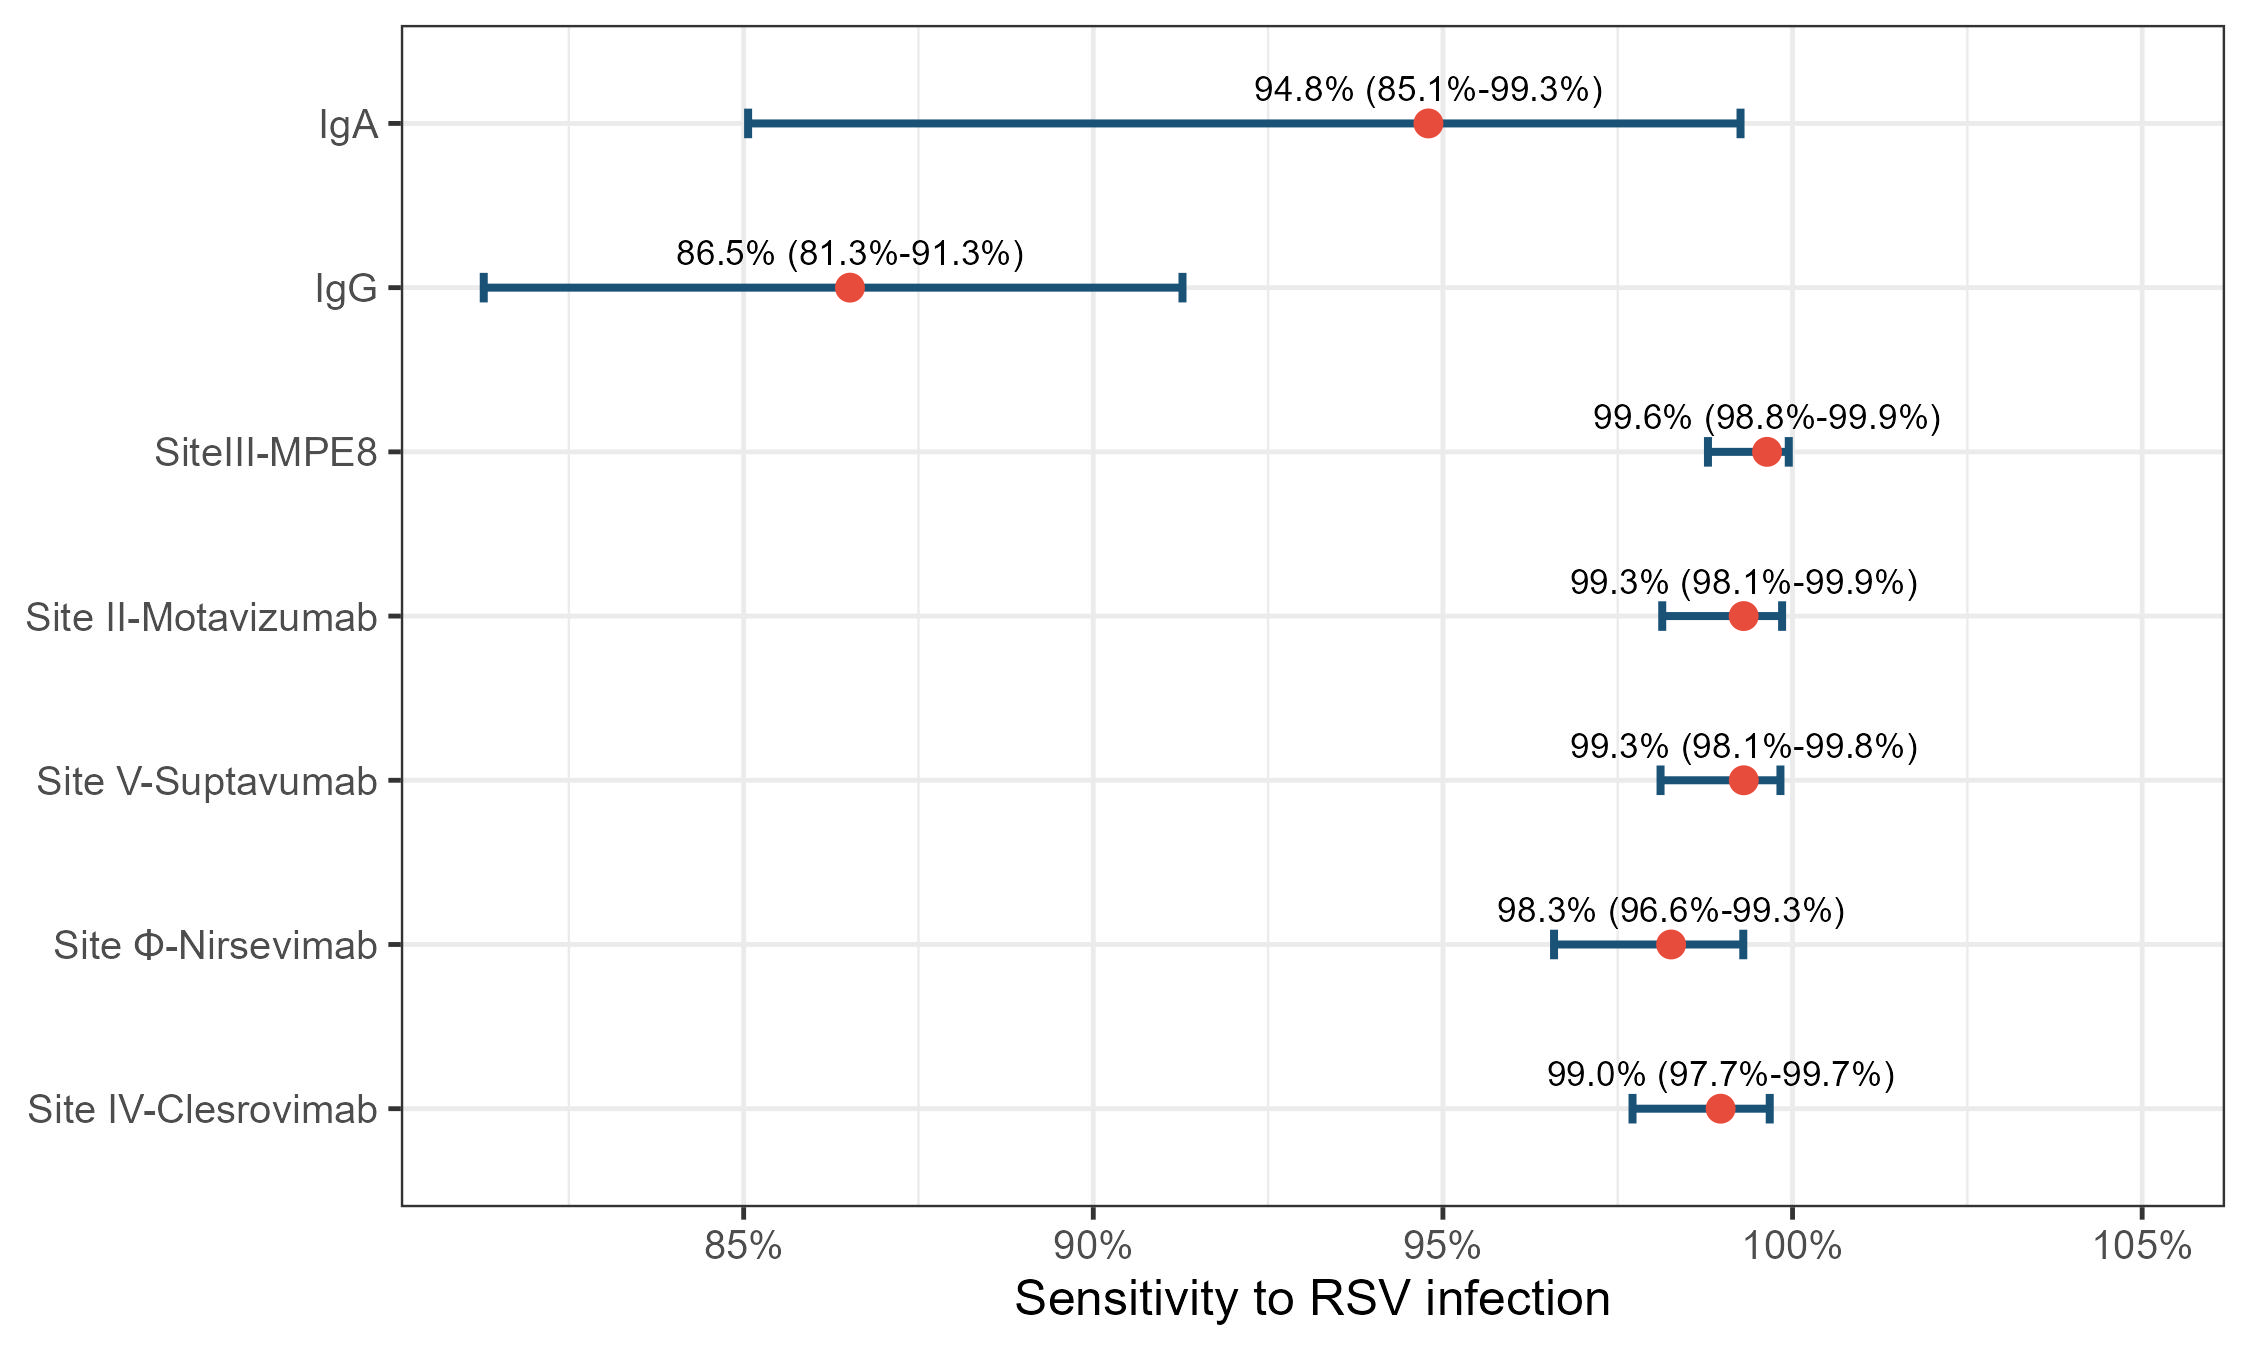 94.8% (85.1%-99.3%)
IgA
86.5% (81.3%-91.3%)
IgG
99.6% (98.8%-99.9%)
SiteIII-MPE8
99.3% (98.1%-99.9%)
Site II-Motavizumab
99.3% (98.1%-99.8%)
Site V-Suptavumab
98.3% (96.6%-99.3%)
Site Φ-Nirsevimab
99.0% (97.7%-99.7%)
Site IV-Clesrovimab
85% 90% 95% 100% 105%
Sensitivity to RSV infection